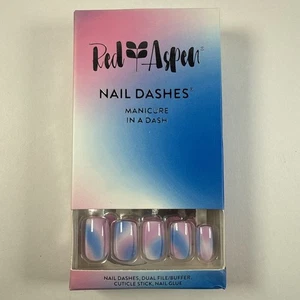 Red Aspen
NAIL DASHES
MANICURE
IN A DASH
NAIL DASHES, DUAL FILE/BUFFER,
CUTICLE STICK, NAIL GLUE